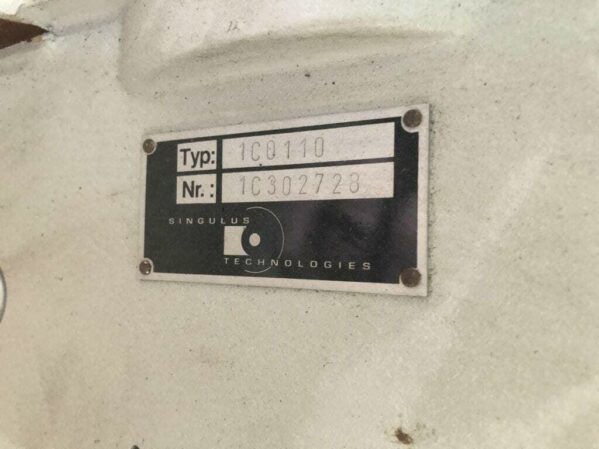 Typ: 1C0110
Nr.: 1C302728
SINGULUS
TECHNOLOGIES